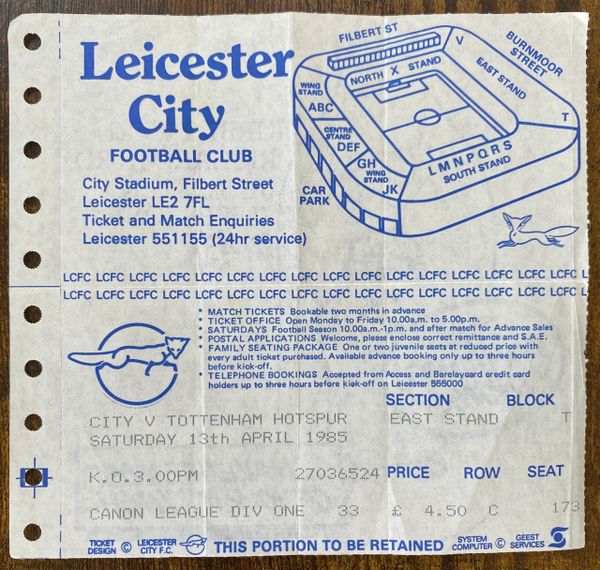 Leicester
City
FOOTBALL CLUB
City Stadium, Filbert Street
Leicester LE2 7FL
Ticket and Match Enquiries
Leicester 551155 (24hr service)
FILBERT ST
BURNMOOR
STREET
V
NORTH X STAND
EAST STAND
WING
STAND
ABC
T
CENTRE
STAND
DEF
GH
WING
STAND
JK
L M N P Q R S
SOUTH STAND
CAR
PARK
LCFC LCFC LCFC LCFC LCFC LCFC LCFC LCFC LCFC LCFC LCFC LCFC LCFC LCFC LCFC LCFC
LCFC LCFC LCFC LCFC LCFC LCFC LCFC LCFC LCFC LCFC LCFC LCFC LCFC LCFC LCFC LCFC
• MATCH TICKETS Bookable two months in advance
• TICKET OFFICE Open Monday to Friday 10.00a.m. to 5.00p.m.
• SATURDAYS Football Season 10.00a.m.-1p.m. and after match for Advance Sales
• POSTAL APPLICATIONS Welcome, please enclose correct remittance and S.A.E.
• FAMILY SEATING PACKAGE One or two juvenile seats at reduced price with
every adult ticket purchased. Available advance booking only up to three hours
before kick-off.
• TELEPHONE BOOKINGS Accepted from Access and Barclaycard credit card
holders up to three hours before kick-off on Leicester 555000
SECTION BLOCK
CITY V TOTTENHAM HOTSPUR EAST STAND T
SATURDAY 13th APRIL 1985
K.O.3.00PM 27036524 PRICE ROW SEAT
CANON LEAGUE DIV ONE 33 £ 4.50 C 173
TICKET
DESIGN © LEICESTER
CITY F.C. THIS PORTION TO BE RETAINED SYSTEM
COMPUTER © GEEST
SERVICES